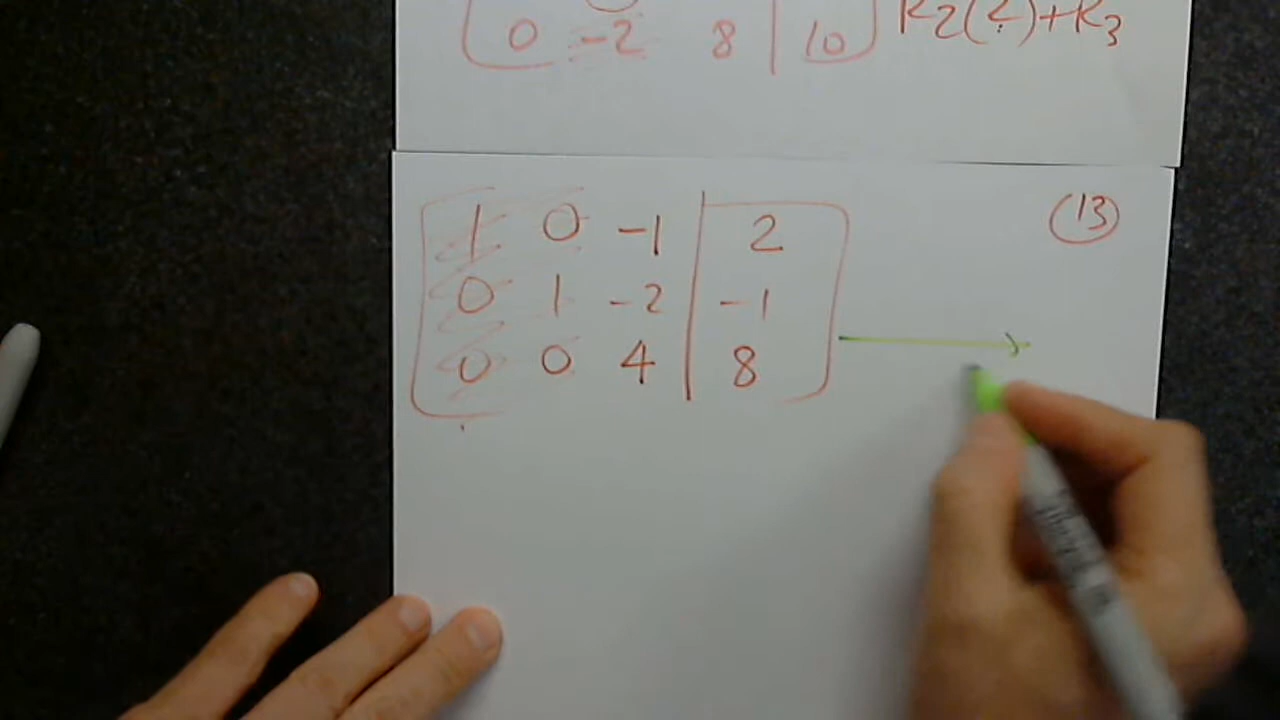 0 -2 8 | 10 R2(2)+R3
(13)
1 0 -1 | 2
0 1 -2 | -1
0 0 4 | 8